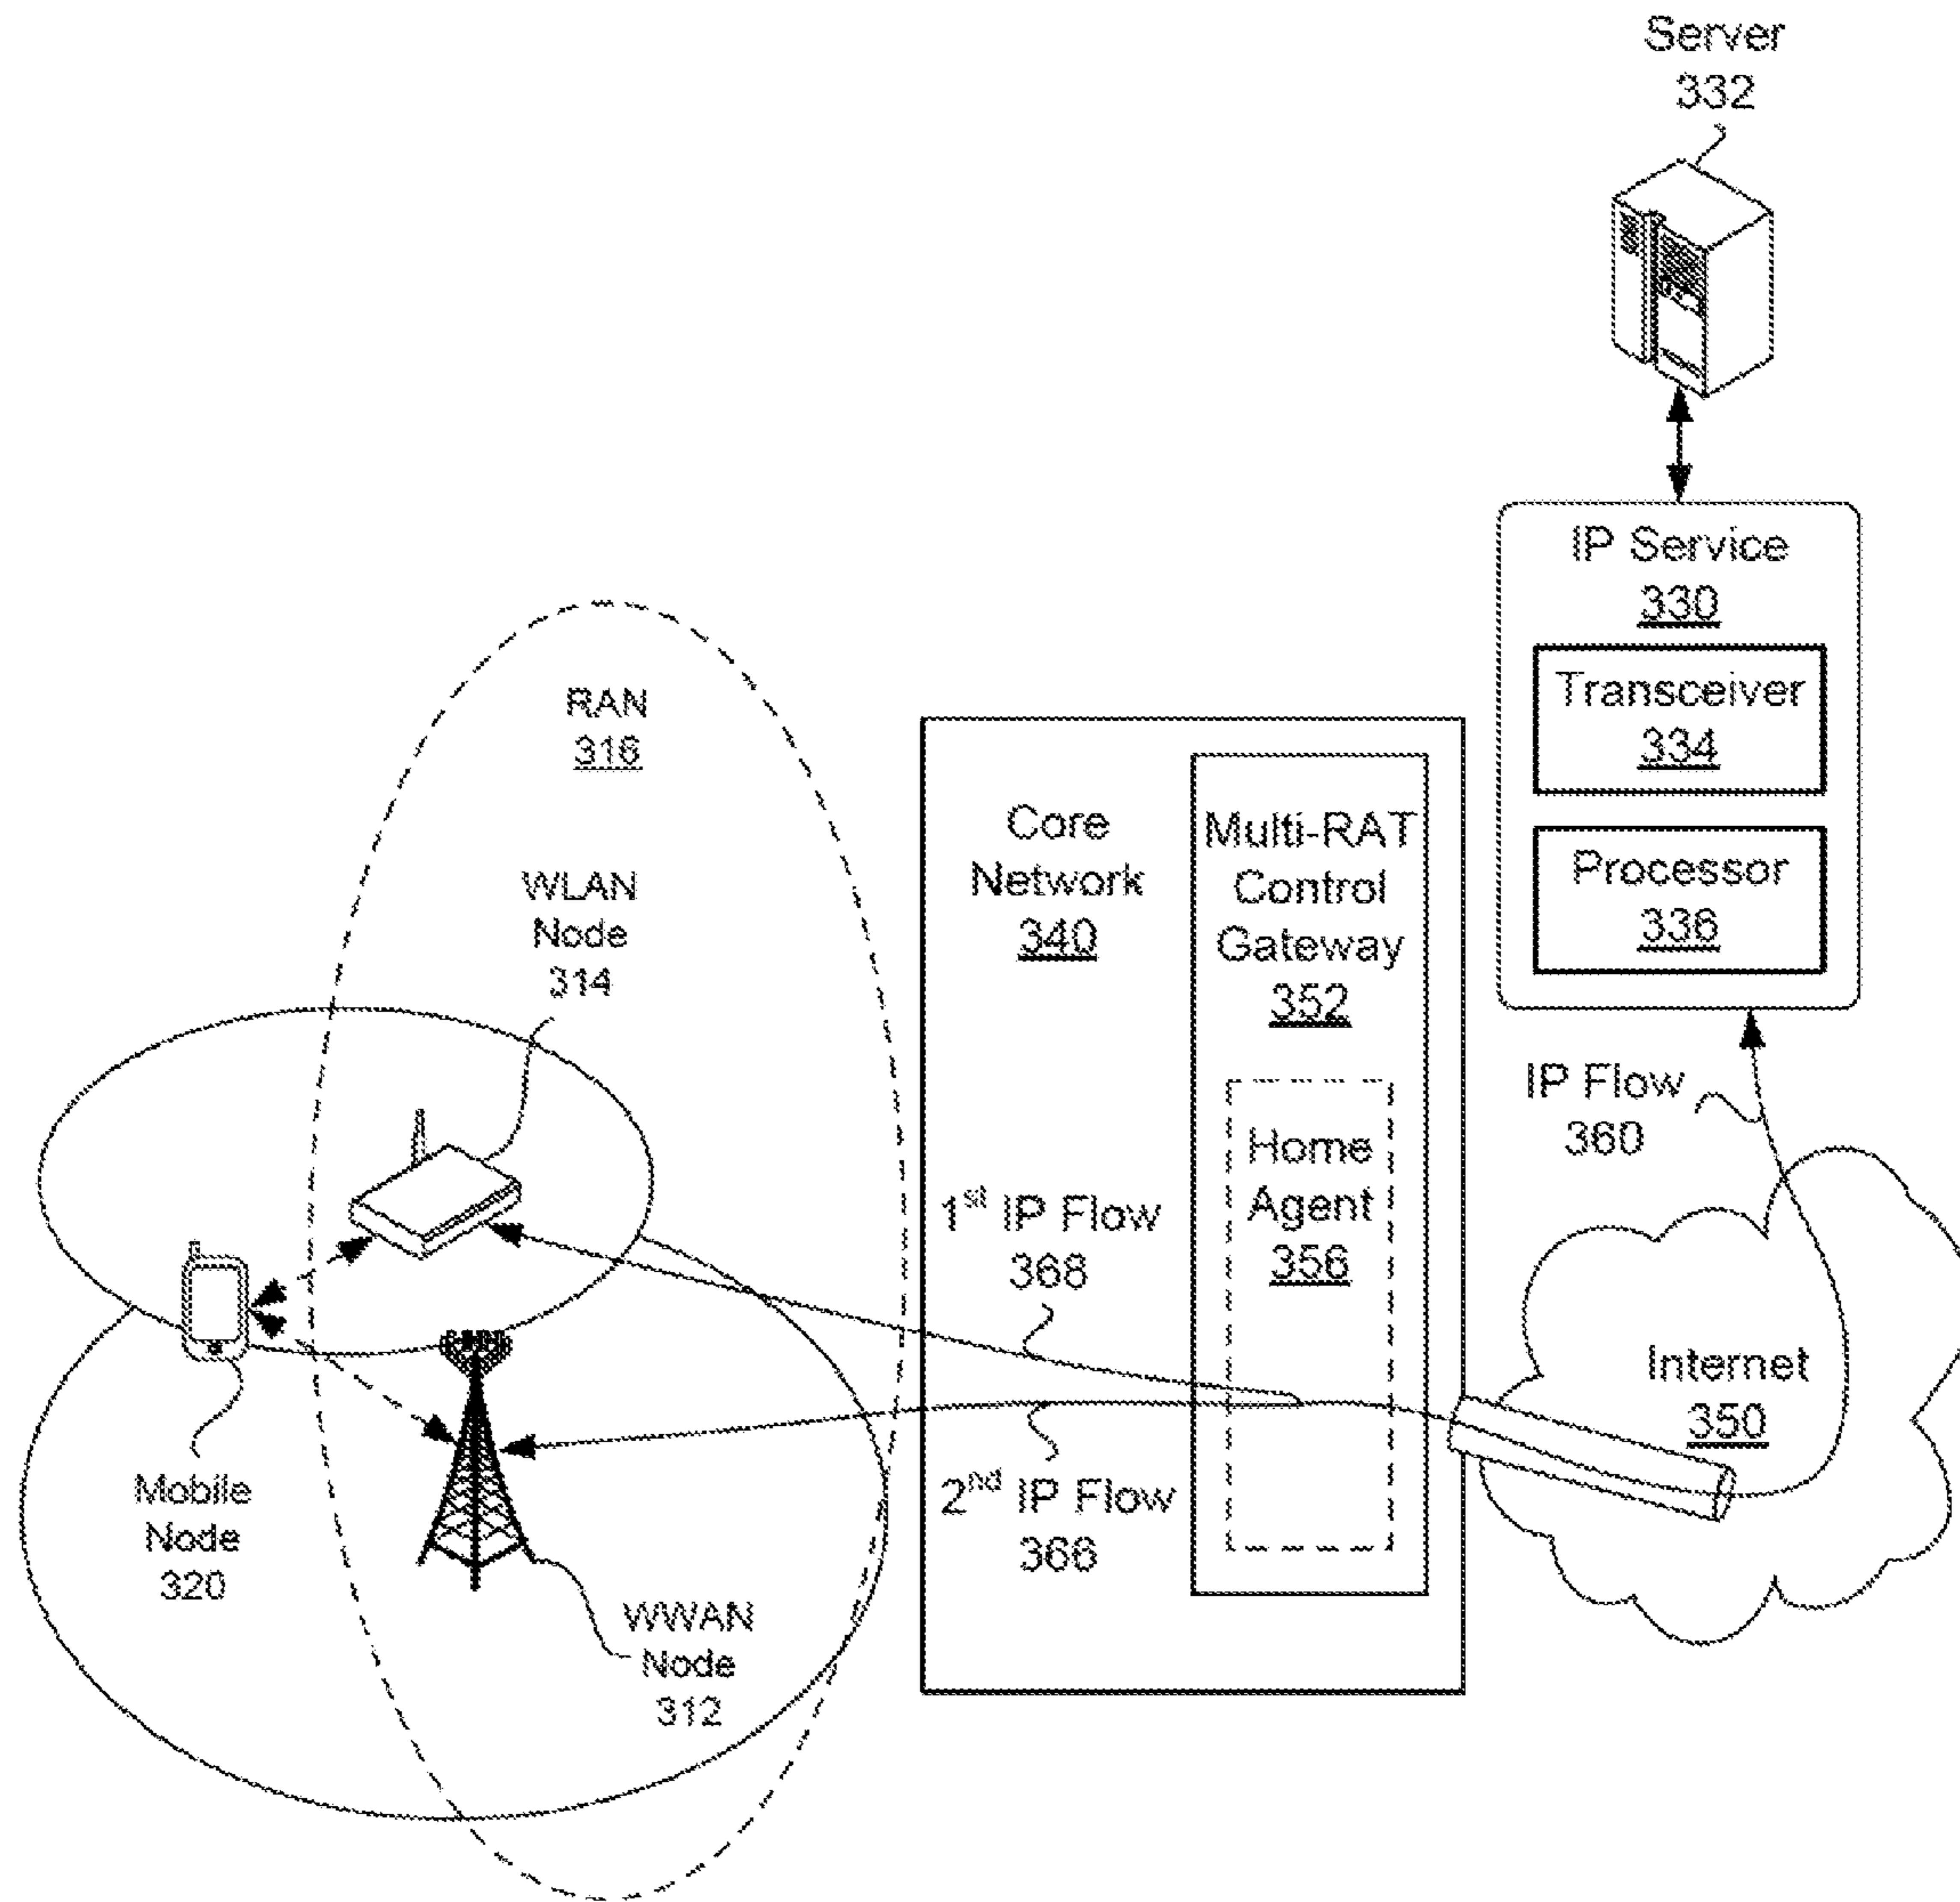 Server
332
IP Service
330
Transceiver
334
Processor
336
RAN
316
WLAN
Node
314
Core
Network
340
Multi-RAT
Control
Gateway
352
Home
Agent
356
IP Flow
360
1st IP Flow
368
2nd IP Flow
366
Internet
350
Mobile
Node
320
WWAN
Node
312